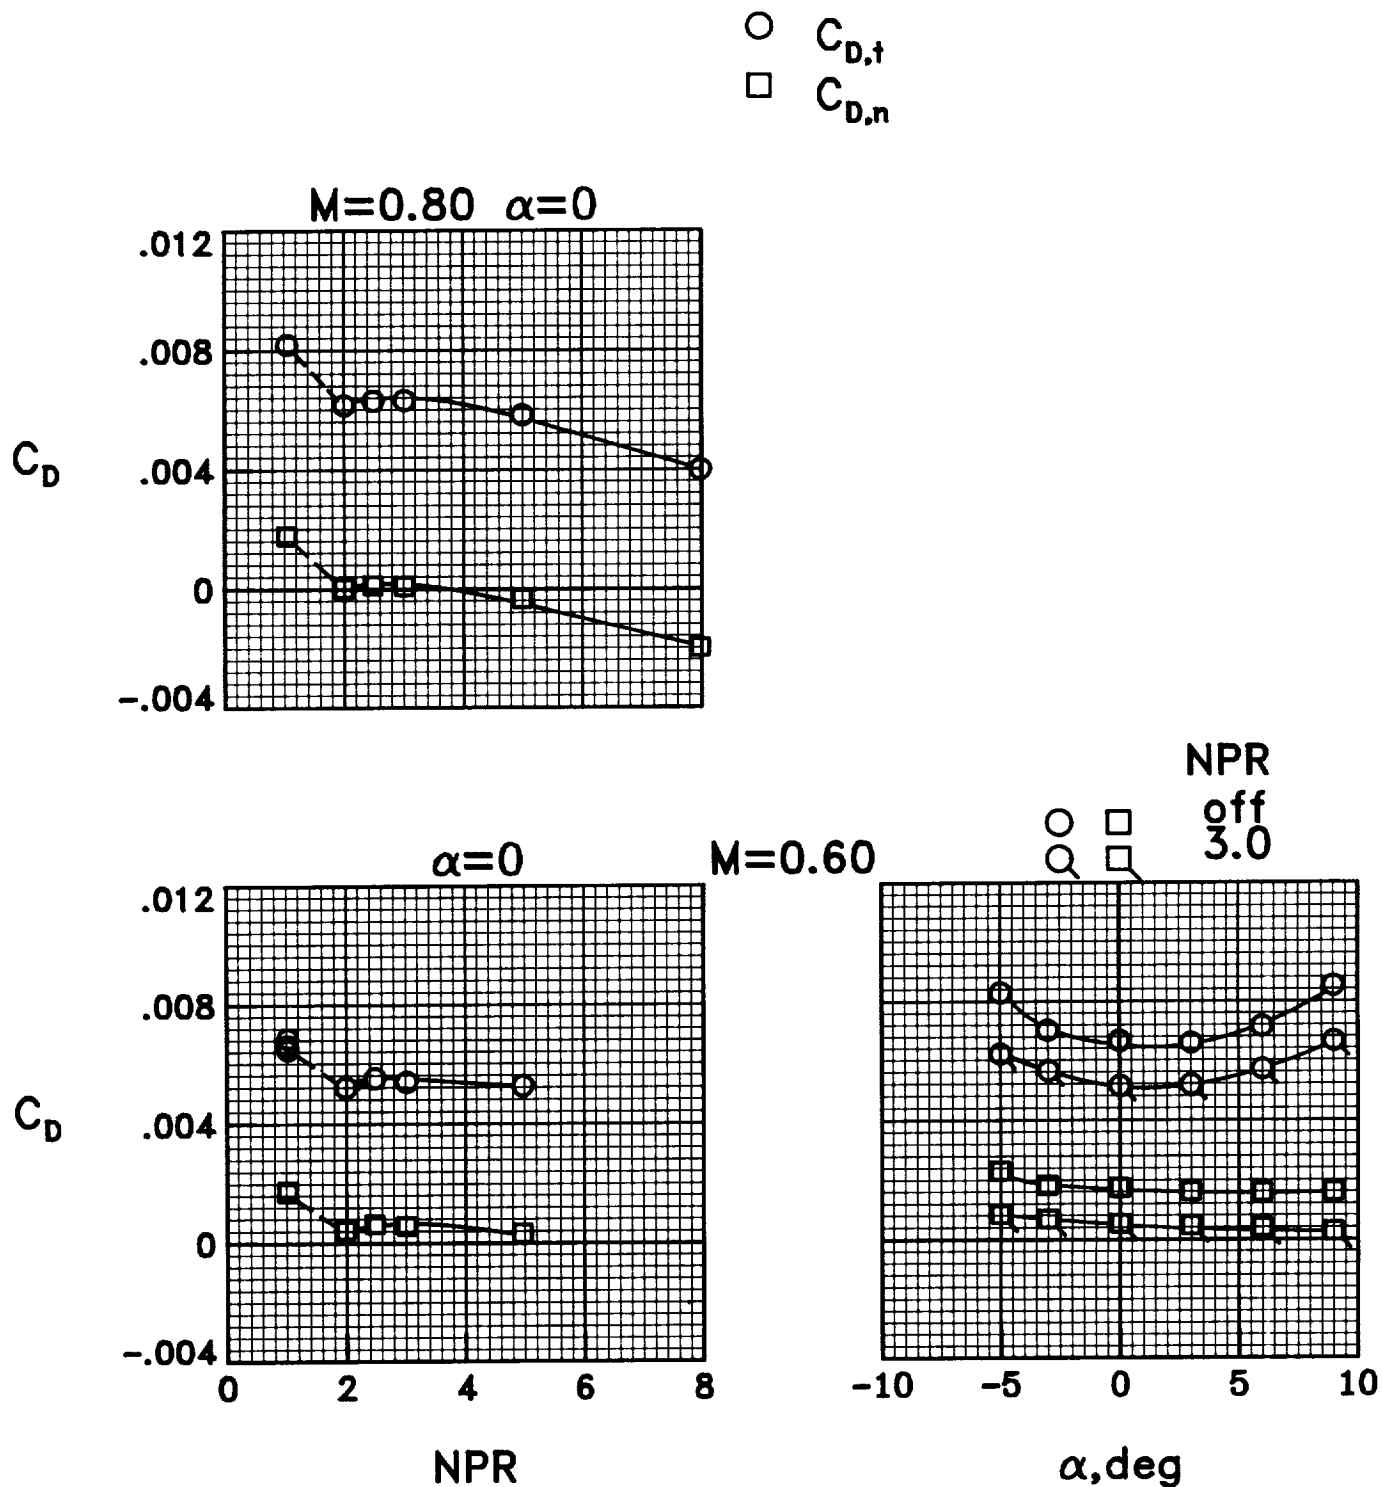 C_D,t
C_D,n
M=0.80 α=0
.012
.008
.004
0
-.004
C_D
NPR
off
3.0
α=0
M=0.60
.012
.008
.004
0
-.004
C_D
0 2 4 6 8
-10 -5 0 5 10
NPR
α,deg